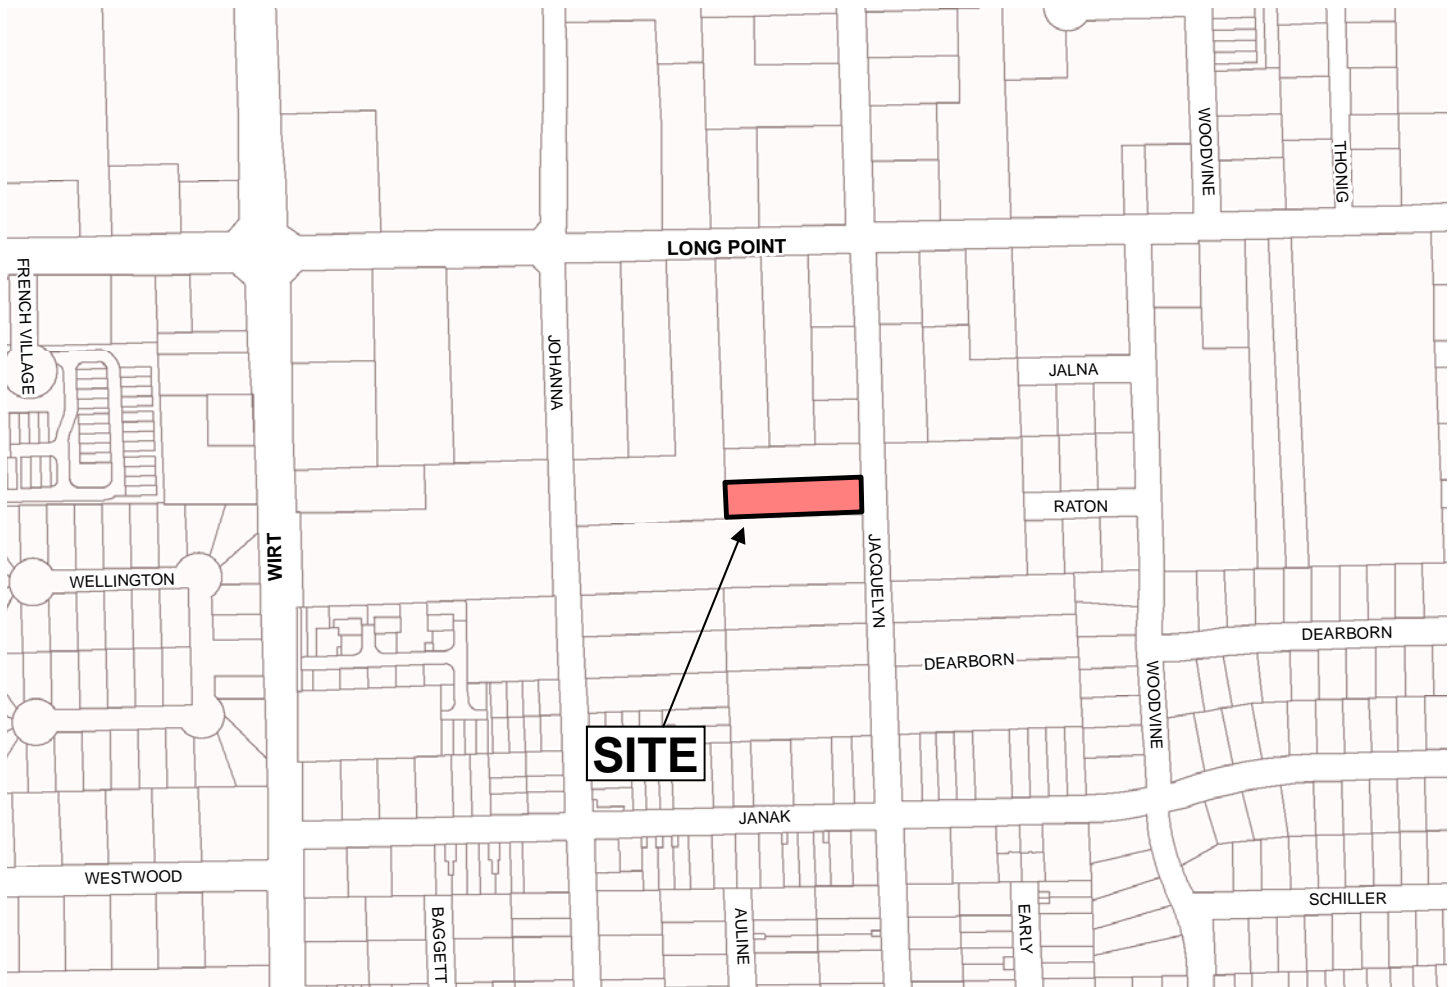 WOODVINE
THONIG
LONG POINT
FRENCH VILLAGE
JOHANNA
JALNA
RATON
WIRT
JACQUELYN
WELLINGTON
DEARBORN
DEARBORN
WOODVINE
SITE
JANAK
WESTWOOD
SCHILLER
BAGGETT
AULINE
EARLY